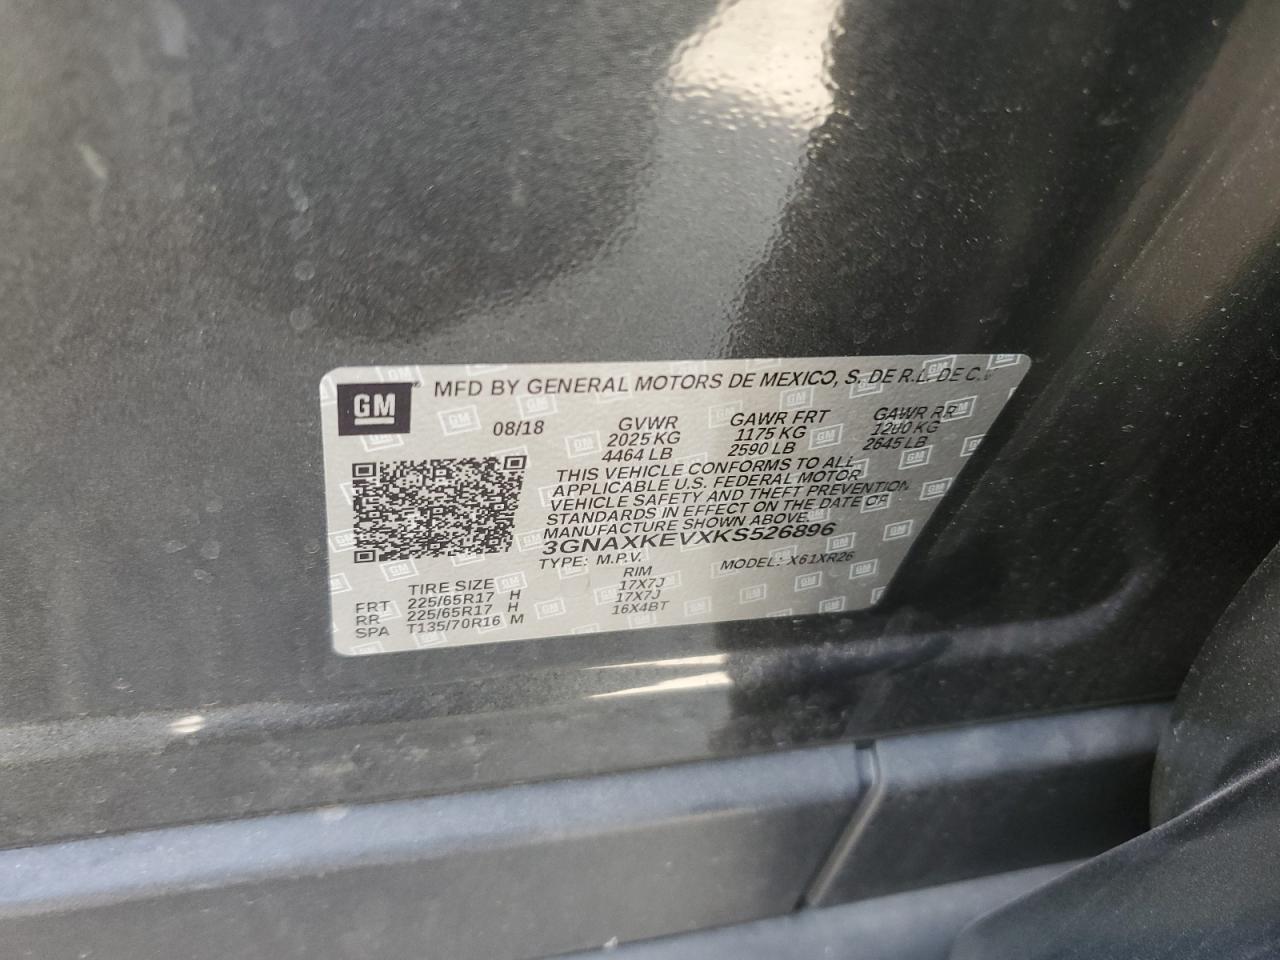 GM
MFD BY GENERAL MOTORS DE MEXICO, S. DE R.L. DE C.V
08/18 GVWR GAWR FRT GAWR RR
2025 KG 1175 KG 1200 KG
4464 LB 2590 LB 2645 LB
THIS VEHICLE CONFORMS TO ALL
APPLICABLE U.S. FEDERAL MOTOR
VEHICLE SAFETY AND THEFT PREVENTION
STANDARDS IN EFFECT ON THE DATE OF
MANUFACTURE SHOWN ABOVE.
3GNAXKEVXKS526896
TYPE: M.P.V. MODEL: X61XR26
TIRE SIZE RIM
FRT 225/65R17 H 17X7J
RR 225/65R17 H 17X7J
SPA T135/70R16 M 16X4BT